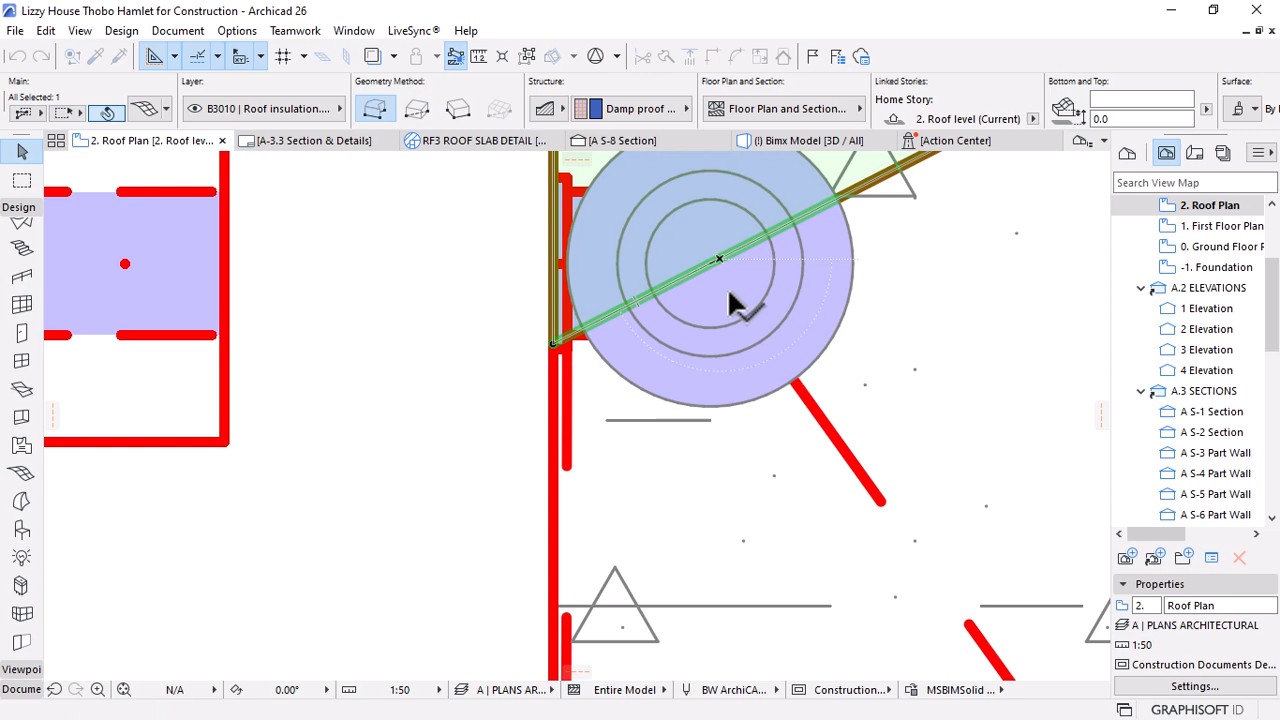 Lizzy House Thobo Hamlet for Construction - Archicad 26
File Edit View Design Document Options Teamwork Window LiveSync® Help
Main: Layer: Geometry Method: Structure: Floor Plan and Section: Linked Stories: Bottom and Top: Surface:
All Selected: 1
B3010 | Roof insulation....
Damp proof ...
Floor Plan and Section...
Home Story:
2. Roof level (Current)
0.0
By l
2. Roof Plan [2. Roof lev... [A-3.3 Section & Details] RF3 ROOF SLAB DETAIL [... [A S-8 Section] (!) Bimx Model [3D / All] [Action Center]
Design
Viewpoi
Docume
Search View Map
2. Roof Plan
1. First Floor Plan
0. Ground Floor F
-1. Foundation
A.2 ELEVATIONS
1 Elevation
2 Elevation
3 Elevation
4 Elevation
A.3 SECTIONS
A S-1 Section
A S-2 Section
A S-3 Part Wall
A S-4 Part Wall
A S-5 Part Wall
A S-6 Part Wall
Properties
2. Roof Plan
A | PLANS ARCHITECTURAL
1:50
Construction Documents De...
Settings...
N/A 0.00° 1:50 A | PLANS AR... Entire Model BW ArchiCA... Construction... MSBIMSolid ...
GRAPHISOFT ID